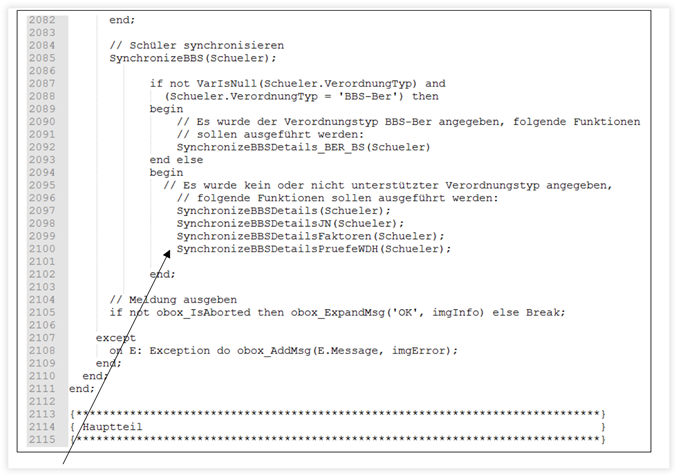 2082 end;
2083
2084 // Schüler synchronisieren
2085 SynchronizeBBS(Schueler);
2086
2087 if not VarIsNull(Schueler.VerordnungTyp) and
2088 (Schueler.VerordnungTyp = 'BBS-Ber') then
2089 begin
2090 // Es wurde der Verordnungstyp BBS-Ber angegeben, folgende Funktionen
2091 // sollen ausgeführt werden:
2092 SynchronizeBBSDetails_BER_BS(Schueler)
2093 end else
2094 begin
2095 // Es wurde kein oder nicht unterstützter Verordnungstyp angegeben,
2096 // folgende Funktionen sollen ausgeführt werden:
2097 SynchronizeBBSDetails(Schueler);
2098 SynchronizeBBSDetailsJN(Schueler);
2099 SynchronizeBBSDetailsFaktoren(Schueler);
2100 SynchronizeBBSDetailsPruefeWDH(Schueler);
2101
2102 end;
2103
2104 // Meldung ausgeben
2105 if not obox_IsAborted then obox_ExpandMsg('OK', imgInfo) else Break;
2106
2107 except
2108 on E: Exception do obox_AddMsg(E.Message, imgError);
2109 end;
2110 end;
2111 end;
2112
2113 {******************************************************************************}
2114 { Hauptteil }
2115 {******************************************************************************}